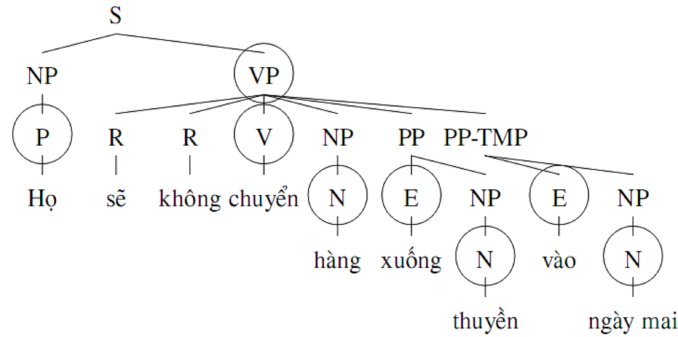 S
NP VP
P R R V NP PP PP-TMP
Họ sẽ không chuyển N E NP E NP
hàng xuống N vào N
thuyền ngày mai